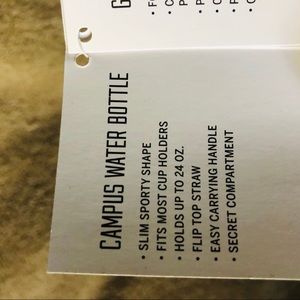 CAMPUS WATER BOTTLE
• SLIM SPORTY SHAPE
• FITS MOST CUP HOLDERS
• HOLDS UP TO 24 OZ.
• FLIP TOP STRAW
• EASY CARRYING HANDLE
• SECRET COMPARTMENT